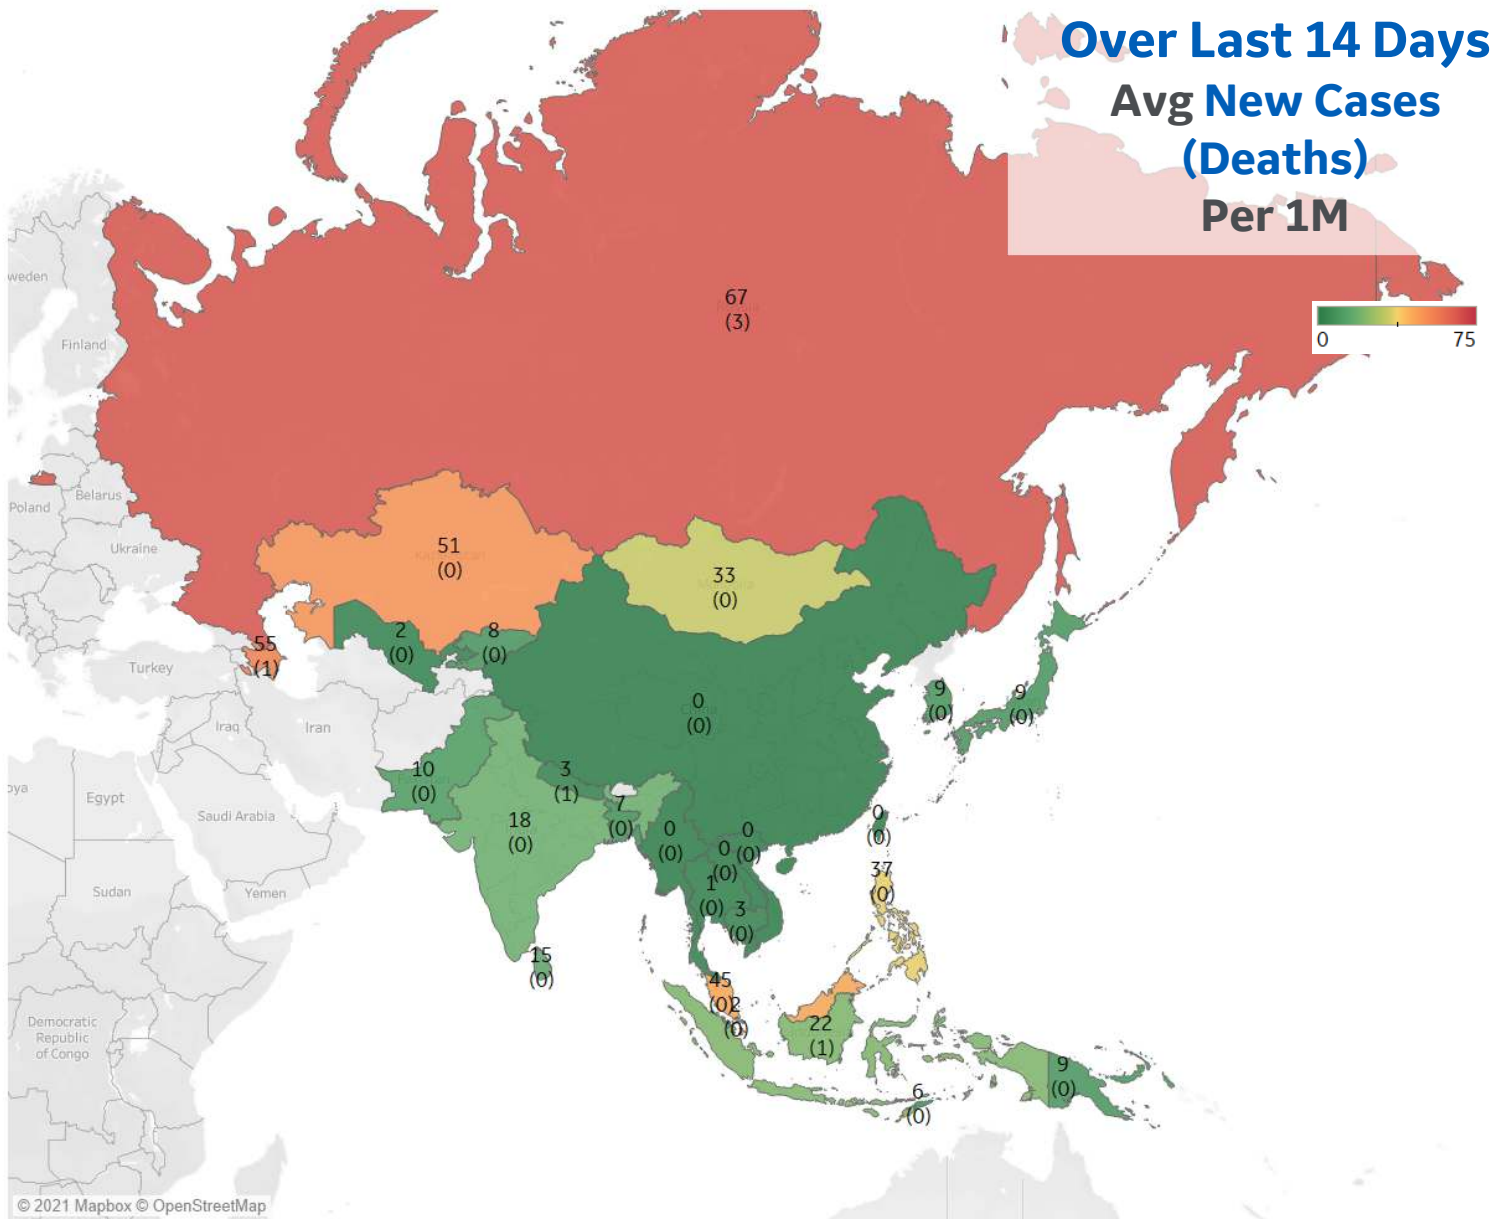 Over Last 14 Days
Avg New Cases
(Deaths)
Per 1M
0 75
67
(3)
weden
Finland
Poland
Belarus
Ukraine
51
(0)
33
(0)
55
(1)
2
(0)
8
(0)
Turkey
Iraq
Iran
0
(0)
9
(0)
9
(0)
oya
Egypt
Saudi Arabia
10
(0)
3
(1)
18
(0)
7
(0)
0
(0)
0
(0)
0
(0)
0
(0)
1
(0)
3
(0)
37
(0)
Sudan
Yemen
15
(0)
45
(0)
2
(0)
22
(1)
Democratic
Republic
of Congo
6
(0)
9
(0)
© 2021 Mapbox © OpenStreetMap